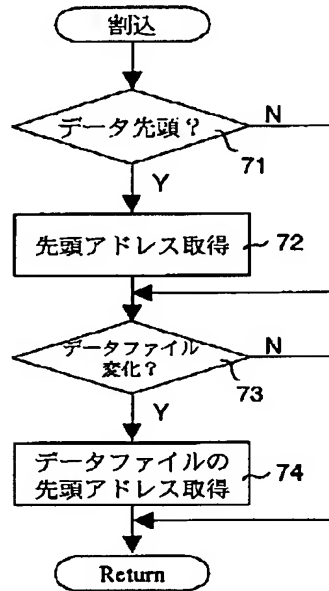 割込
データ先頭?
N
71
Y
先頭アドレス取得
72
データファイル
変化?
N
73
Y
データファイルの
先頭アドレス取得
74
Return